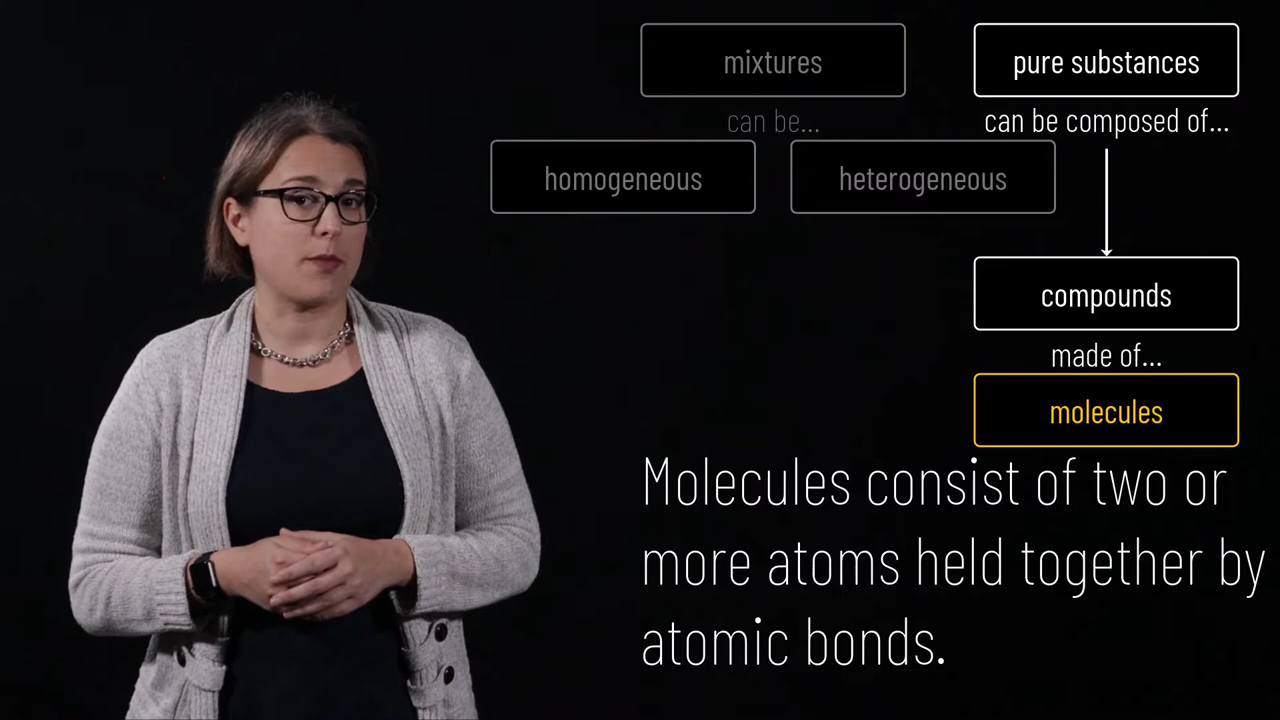 mixtures
pure substances
can be...
can be composed of...
homogeneous
heterogeneous
compounds
made of...
molecules
Molecules consist of two or
more atoms held together by
atomic bonds.